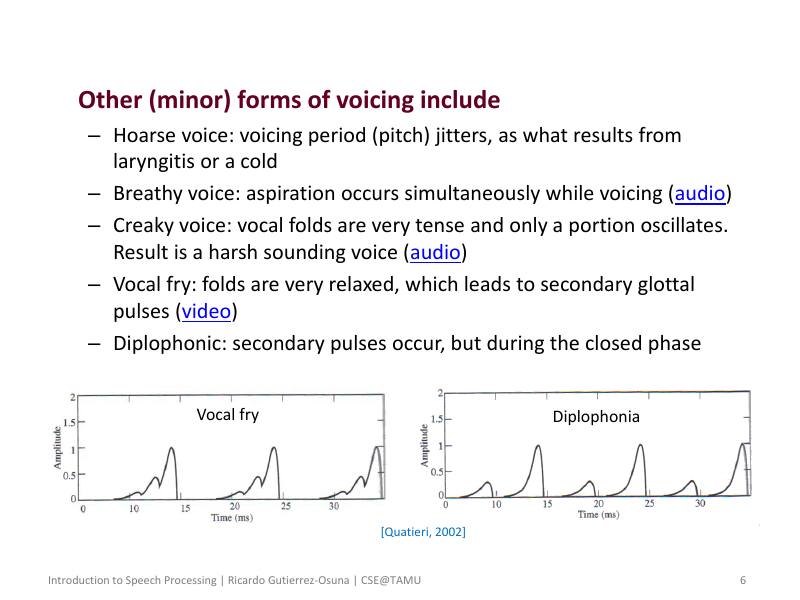 Other (minor) forms of voicing include
– Hoarse voice: voicing period (pitch) jitters, as what results from
laryngitis or a cold
– Breathy voice: aspiration occurs simultaneously while voicing (audio)
– Creaky voice: vocal folds are very tense and only a portion oscillates.
Result is a harsh sounding voice (audio)
– Vocal fry: folds are very relaxed, which leads to secondary glottal
pulses (video)
– Diplophonic: secondary pulses occur, but during the closed phase
Vocal fry
Amplitude
2
1.5
1
0.5
0
0 10 15 20 25 30
Time (ms)
Diplophonia
Amplitude
2
1.5
1
0.5
0
0 10 15 20 25 30
Time (ms)
[Quatieri, 2002]
Introduction to Speech Processing | Ricardo Gutierrez-Osuna | CSE@TAMU
6